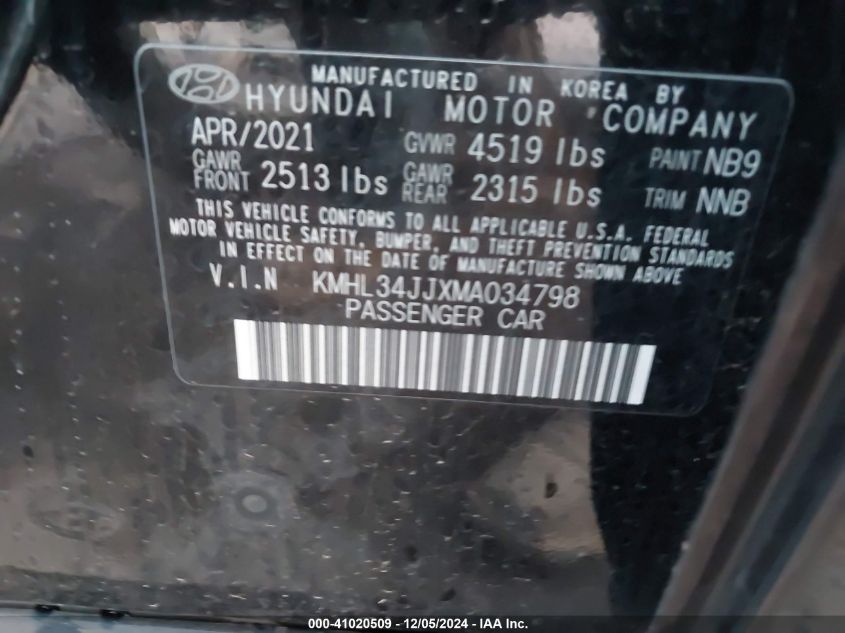 MANUFACTURED IN KOREA BY
HYUNDAI MOTOR COMPANY
APR/2021 GVWR 4519 lbs PAINT NB9
GAWR FRONT 2513 lbs GAWR REAR 2315 lbs TRIM NNB
THIS VEHICLE CONFORMS TO ALL APPLICABLE U.S.A. FEDERAL
MOTOR VEHICLE SAFETY, BUMPER, AND THEFT PREVENTION STANDARDS
IN EFFECT ON THE DATE OF MANUFACTURE SHOWN ABOVE.
V.I.N KMHL34JJXMA034798
PASSENGER CAR
000-41020509 - 12/05/2024 - IAA Inc.